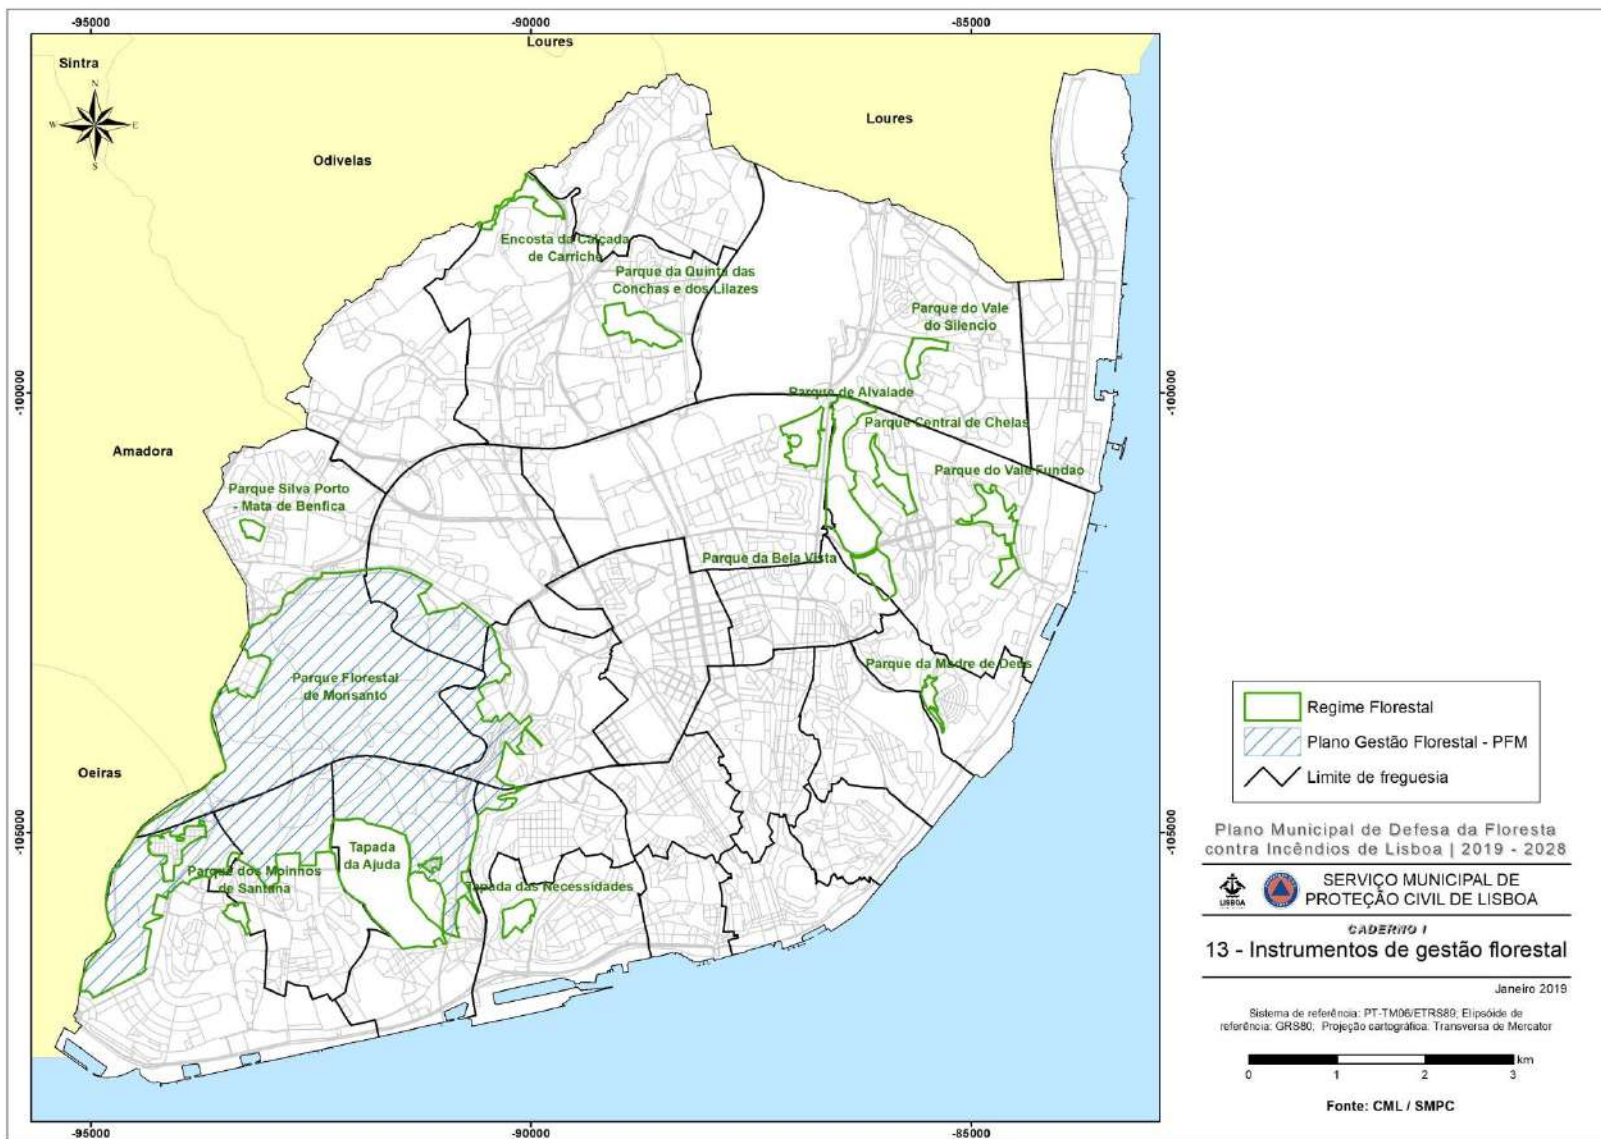 -95000
-90000
-85000
Loures
Sintra
N
W
E
S
Loures
Odivelas
Encosta da Calçada
de Carriche
Parque da Quinta das
Conchas e dos Lilazes
Parque do Vale
do Silencio
-100000
-100000
Parque de Alvalade
Parque Central de Chelas
Amadora
Parque do Vale Fundao
Parque Silva Porto
- Mata de Benfica
Parque da Bela Vista
Parque da Madre de Deus
Parque Florestal
de Monsanto
Oeiras
-105000
-105000
Tapada
da Ajuda
Parque dos Moinhos
de Santana
Tapada das Necessidades
-95000
-90000
-85000
Regime Florestal
Plano Gestão Florestal - PFM
Limite de freguesia
Plano Municipal de Defesa da Floresta
contra Incêndios de Lisboa | 2019 - 2028
LISBOA
SERVIÇO MUNICIPAL DE
PROTEÇÃO CIVIL DE LISBOA
CADERNO I
13 - Instrumentos de gestão florestal
Janeiro 2019
Sistema de referência: PT-TM06/ETRS89; Elipsóide de
referência: GRS80; Projeção cartográfica: Transversa de Mercator
km
0 1 2 3
Fonte: CML / SMPC